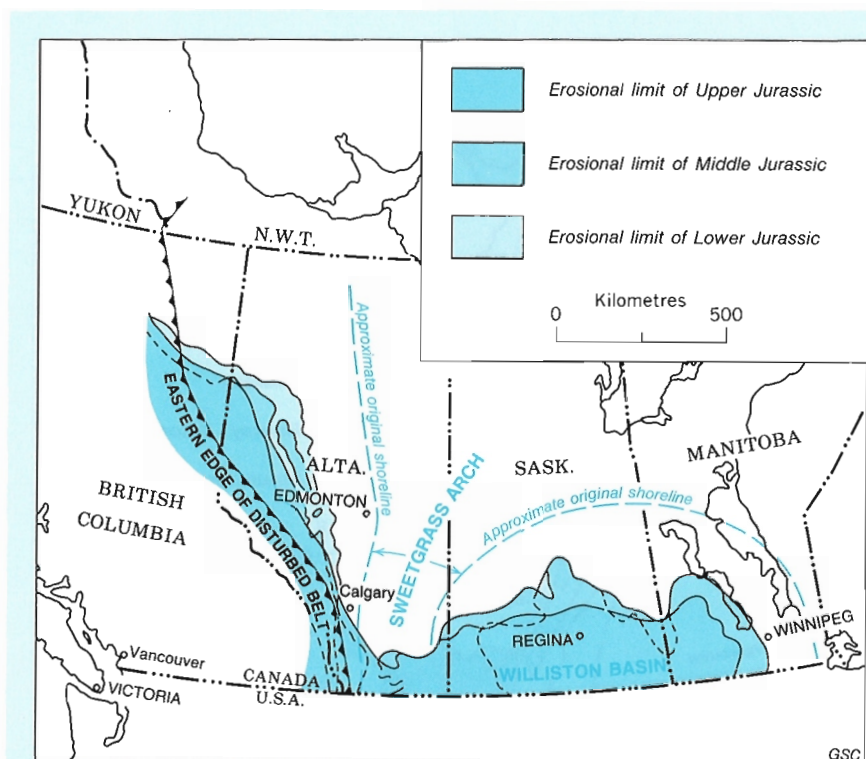 Erosional limit of Upper Jurassic
Erosional limit of Middle Jurassic
Erosional limit of Lower Jurassic
Kilometres
0 500
YUKON
N.W.T.
Approximate original shoreline
EASTERN EDGE OF DISTURBED BELT
ALTA.
SASK.
MANITOBA
BRITISH
COLUMBIA
EDMONTON
SWEETGRASS ARCH
Approximate original shoreline
Calgary
REGINA
WINNIPEG
WILLISTON BASIN
Vancouver
VICTORIA
CANADA
U.S.A.
GSC